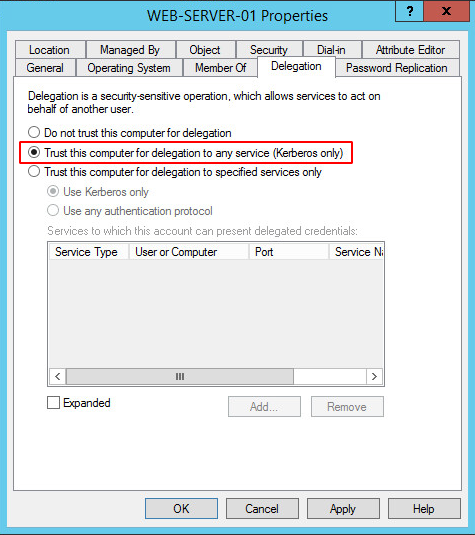 WEB-SERVER-01 Properties
?
X
Location
Managed By
Object
Security
Dial-in
Attribute Editor
General
Operating System
Member Of
Delegation
Password Replication
Delegation is a security-sensitive operation, which allows services to act on
behalf of another user.
Do not trust this computer for delegation
Trust this computer for delegation to any service (Kerberos only)
Trust this computer for delegation to specified services only
Use Kerberos only
Use any authentication protocol
Services to which this account can present delegated credentials:
Service Type
User or Computer
Port
Service Na
Expanded
Add...
Remove
OK
Cancel
Apply
Help